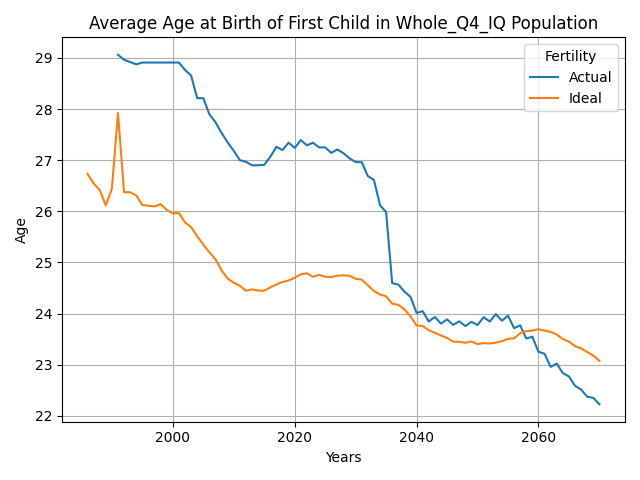 Average Age at Birth of First Child in Whole_Q4_IQ Population
Fertility
Actual
Ideal
Age
29
28
27
26
25
24
23
22
2000 2020 2040 2060
Years